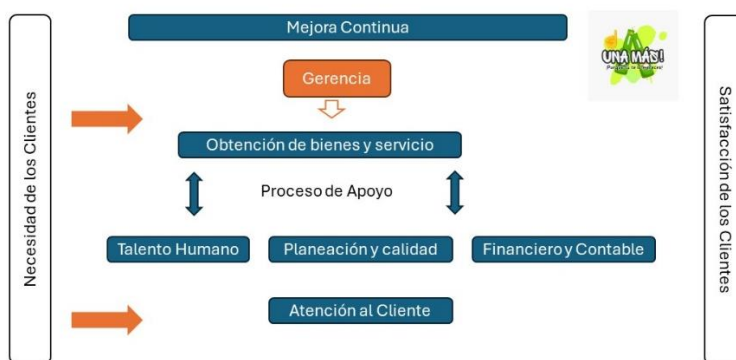 Mejora Continua
Gerencia
UNA MÁS!
Obtención de bienes y servicio
Proceso de Apoyo
Talento Humano
Planeación y calidad
Financiero y Contable
Atención al Cliente
Necesidad de los Clientes
Satisfacción de los Clientes